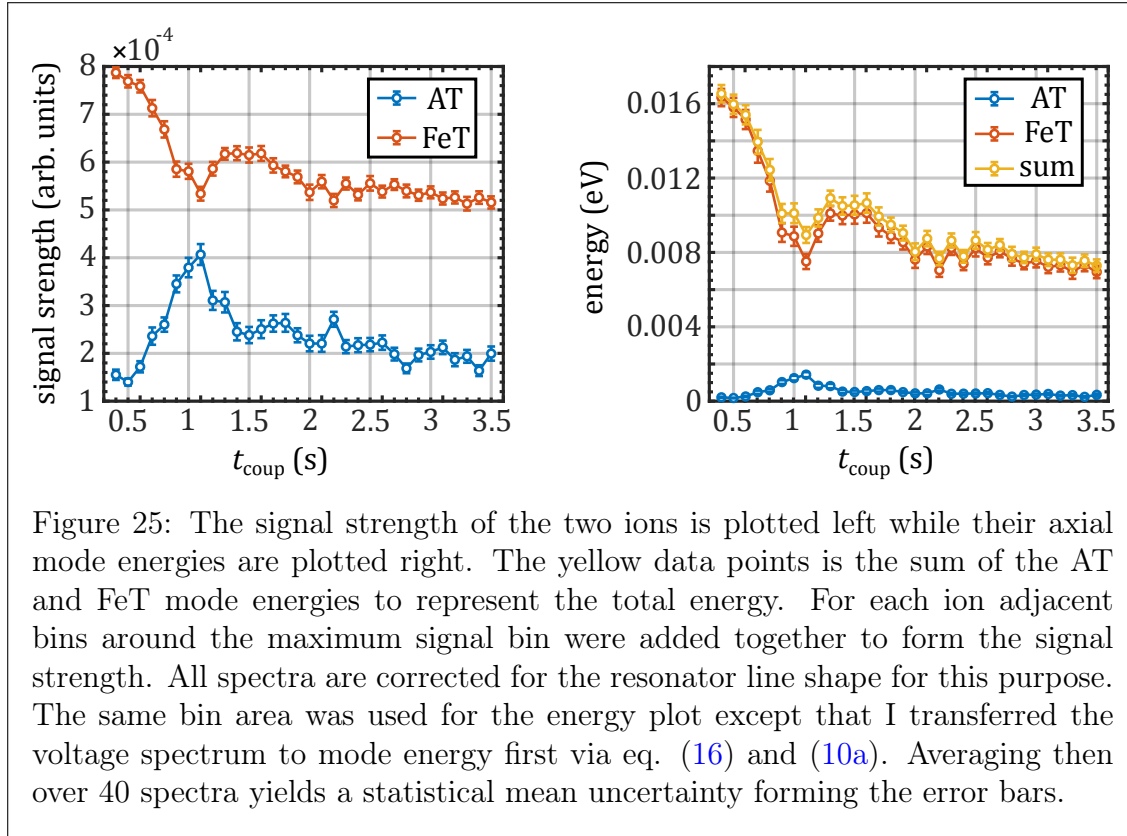 ×10-4
8
7
6
5
4
3
2
1
signal srength (arb. units)
AT
FeT
0.5 1 1.5 2 2.5 3 3.5
tcoup (s)
0.016
0.012
0.008
0.004
0
energy (eV)
AT
FeT
sum
0.5 1 1.5 2 2.5 3 3.5
tcoup (s)
Figure 25: The signal strength of the two ions is plotted left while their axial
mode energies are plotted right. The yellow data points is the sum of the AT
and FeT mode energies to represent the total energy. For each ion adjacent
bins around the maximum signal bin were added together to form the signal
strength. All spectra are corrected for the resonator line shape for this purpose.
The same bin area was used for the energy plot except that I transferred the
voltage spectrum to mode energy first via eq. (16) and (10a). Averaging then
over 40 spectra yields a statistical mean uncertainty forming the error bars.